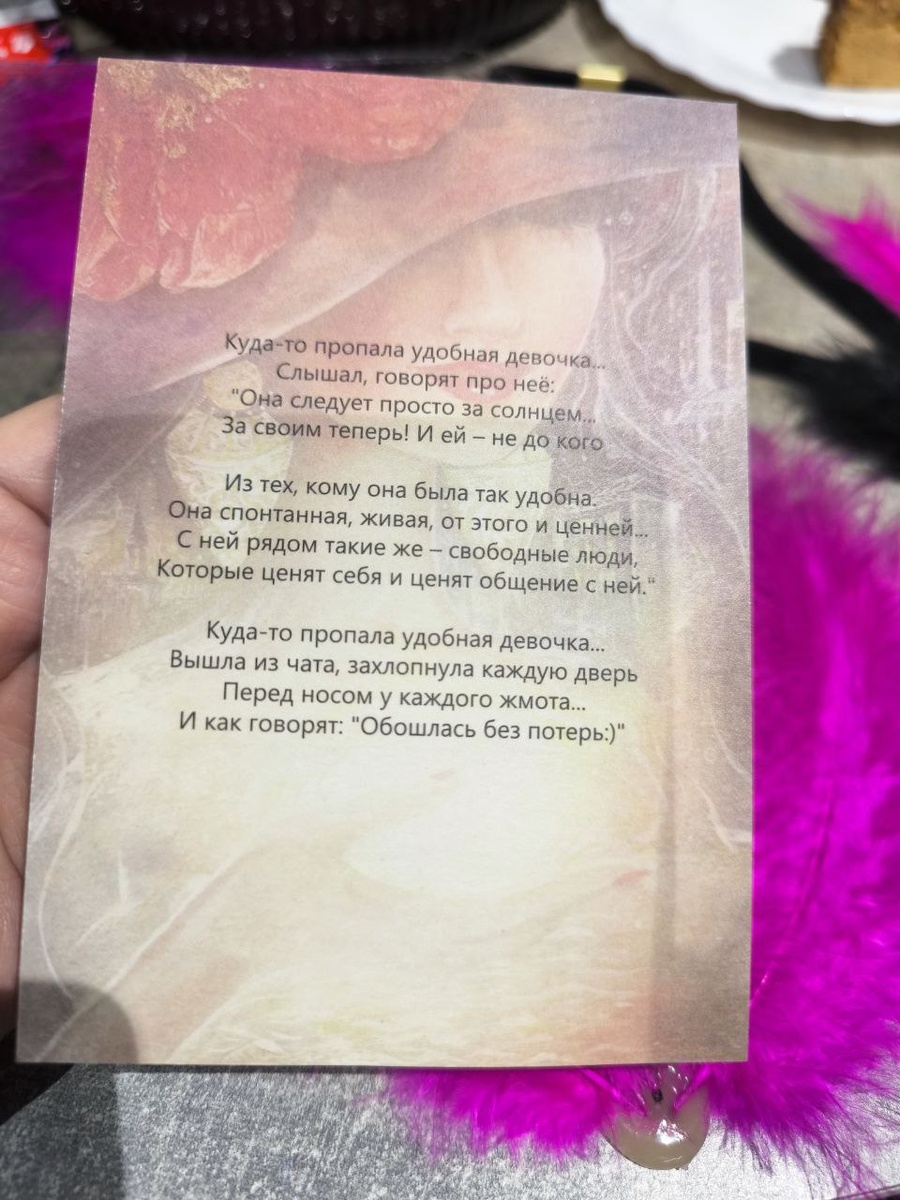 Куда-то пропала удобная девочка...
Слышал, говорят про неё:
"Она следует просто за солнцем...
За своим теперь! И ей – не до кого
Из тех, кому она была так удобна.
Она спонтанная, живая, от этого и ценней...
С ней рядом такие же – свободные люди,
Которые ценят себя и ценят общение с ней."
Куда-то пропала удобная девочка...
Вышла из чата, захлопнула каждую дверь
Перед носом у каждого жмота...
И как говорят: "Обошлась без потерь:)"